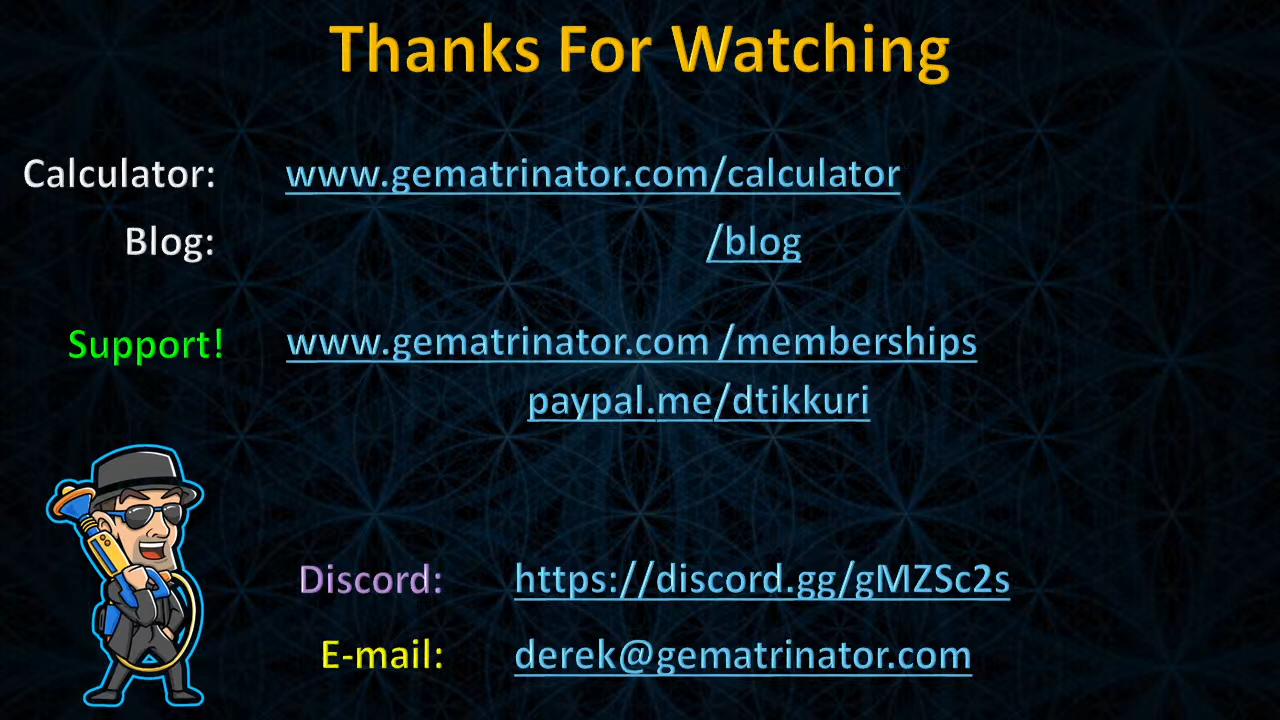 Thanks For Watching
Calculator: www.gematrinator.com/calculator
Blog: /blog
Support! www.gematrinator.com /memberships
paypal.me/dtikkuri
Discord: https://discord.gg/gMZSc2s
E-mail: derek@gematrinator.com